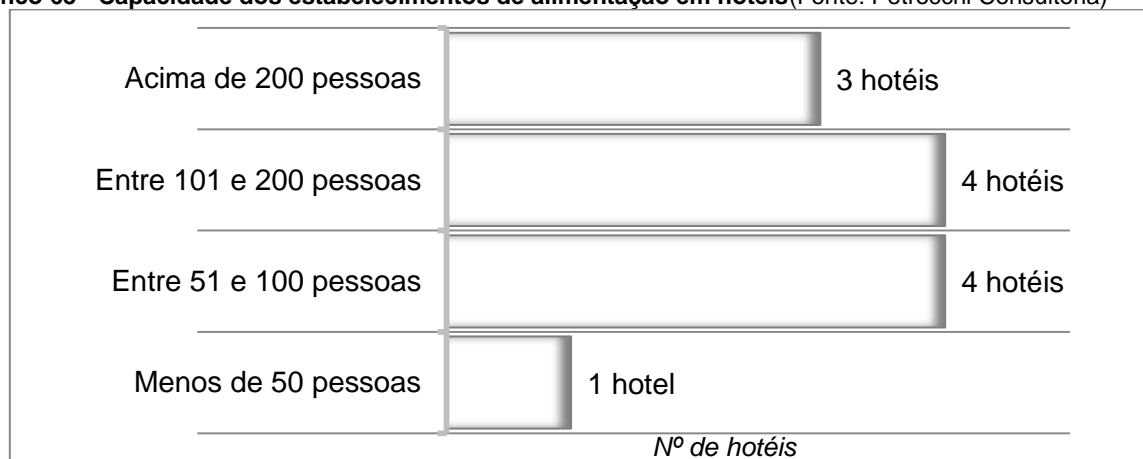 Capacidade dos estabelecimentos de alimentação em hotéis(Fonte: Petrocchi Consultoria)
Acima de 200 pessoas 3 hotéis
Entre 101 e 200 pessoas 4 hotéis
Entre 51 e 100 pessoas 4 hotéis
Menos de 50 pessoas 1 hotel
Nº de hotéis